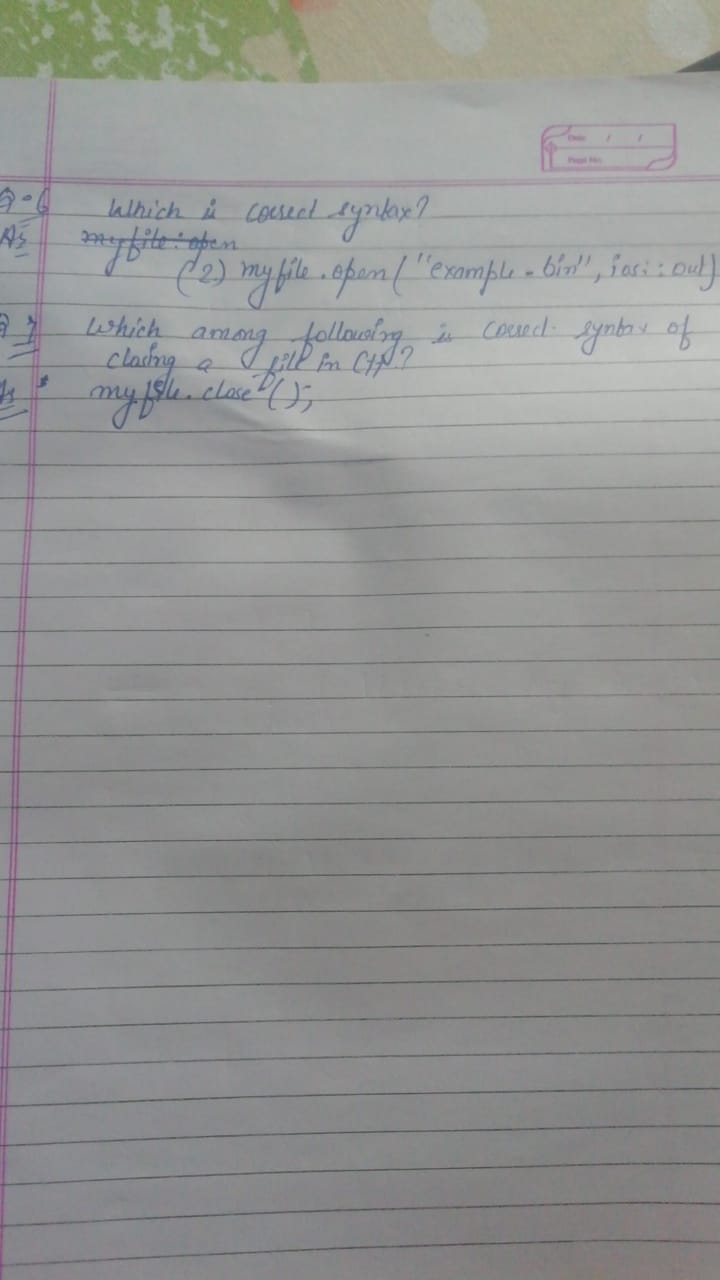 Date / /
Page No.
Q-6 Which is correct syntax?
As myfile:open
(2) myfile.open("example-bin", ios::out)
Q 7 Which among following is correct syntax of
closing a file in C++?
As myfile.close();